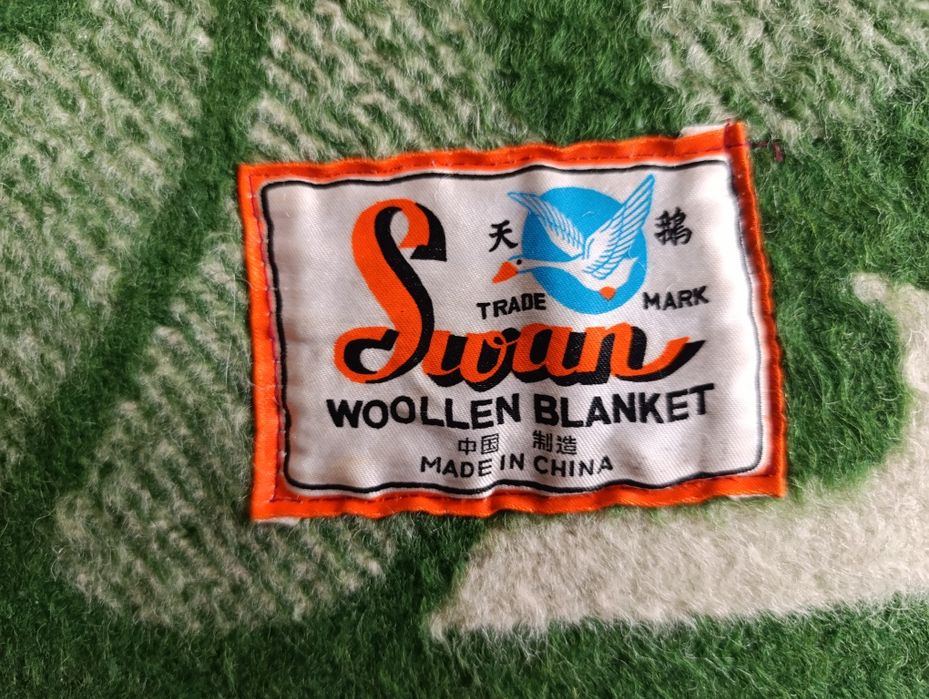 天 鵝
TRADE MARK
Swan
WOOLLEN BLANKET
中国 制造
MADE IN CHINA